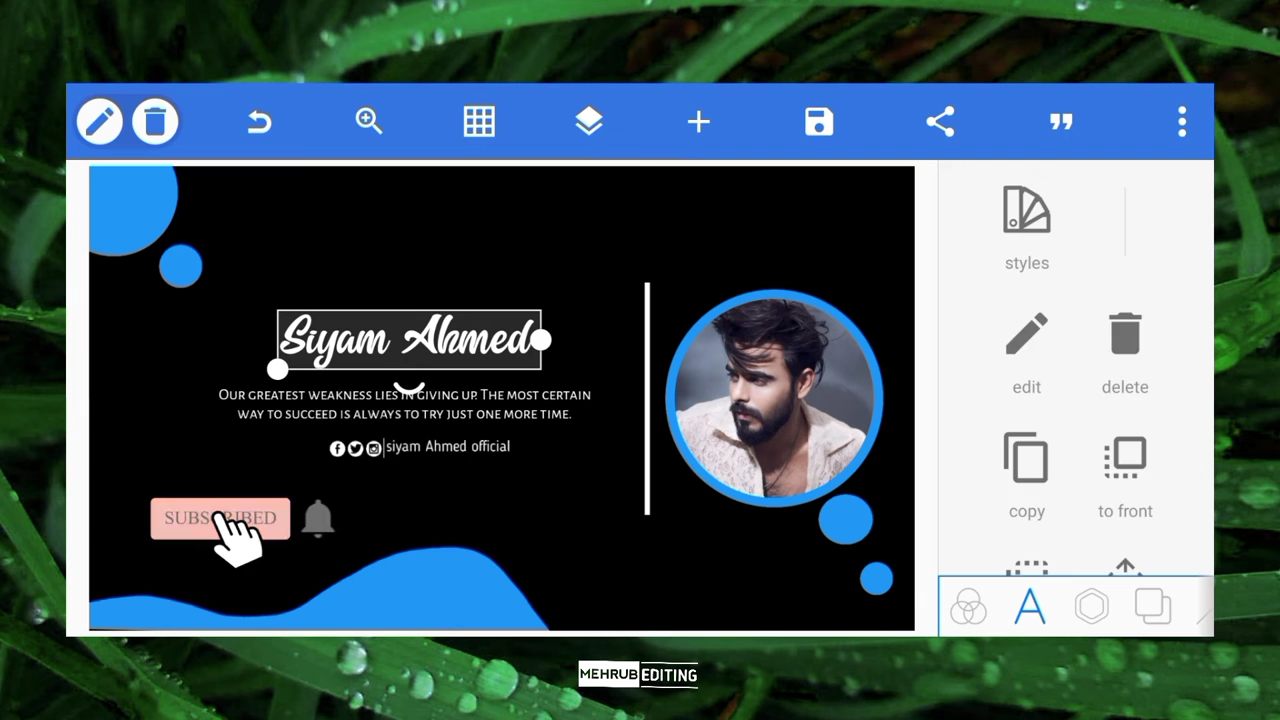 styles
Siyam Ahmed
Our greatest weakness lies in giving up. The most certain
way to succeed is always to try just one more time.
siyam Ahmed official
edit
delete
SUBSCRIBED
copy
to front
MEHRUB EDITING